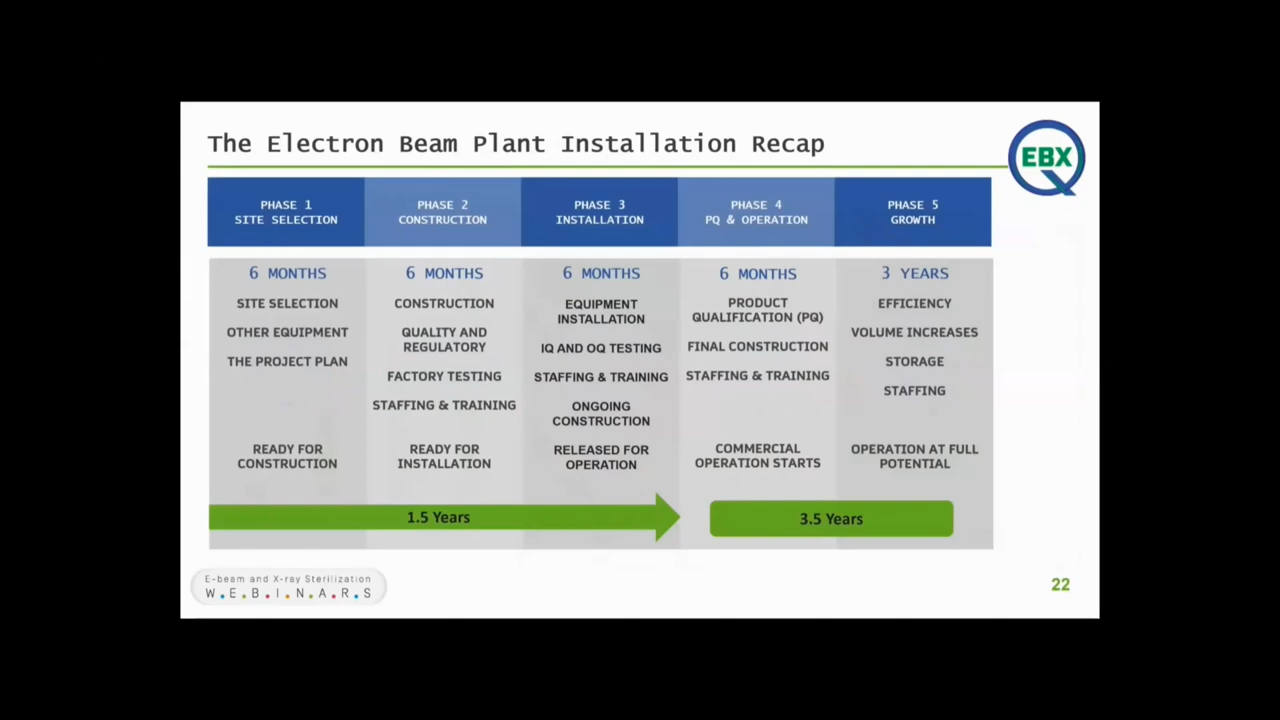 The Electron Beam Plant Installation Recap
EBX
PHASE 1
SITE SELECTION
PHASE 2
CONSTRUCTION
PHASE 3
INSTALLATION
PHASE 4
PQ & OPERATION
PHASE 5
GROWTH
6 MONTHS
SITE SELECTION
OTHER EQUIPMENT
THE PROJECT PLAN
READY FOR
CONSTRUCTION
6 MONTHS
CONSTRUCTION
QUALITY AND
REGULATORY
FACTORY TESTING
STAFFING & TRAINING
READY FOR
INSTALLATION
6 MONTHS
EQUIPMENT
INSTALLATION
IQ AND OQ TESTING
STAFFING & TRAINING
ONGOING
CONSTRUCTION
RELEASED FOR
OPERATION
6 MONTHS
PRODUCT
QUALIFICATION (PQ)
FINAL CONSTRUCTION
STAFFING & TRAINING
COMMERCIAL
OPERATION STARTS
3 YEARS
EFFICIENCY
VOLUME INCREASES
STORAGE
STAFFING
OPERATION AT FULL
POTENTIAL
1.5 Years
3.5 Years
E-beam and X-ray Sterilization
W.E.B.I.N.A.R.S
22